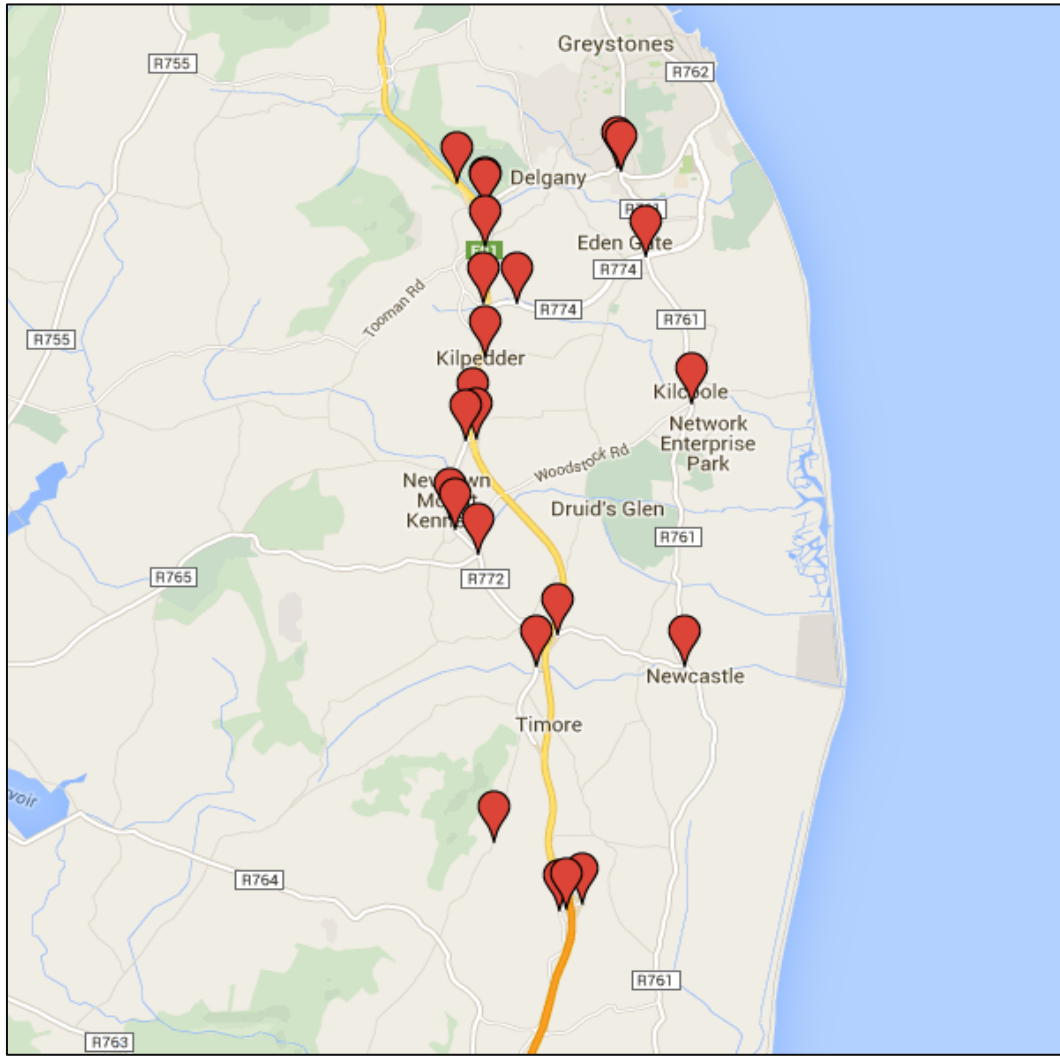 Greystones
R755
R762
Delgany
Eden Gate
R774
Tooman Rd
R774
R761
R755
Kilpedder
Network
Enterprise
Park
Woodstock Rd
Druid's Glen
R761
R765
R772
Newcastle
Timore
R764
R761
R763